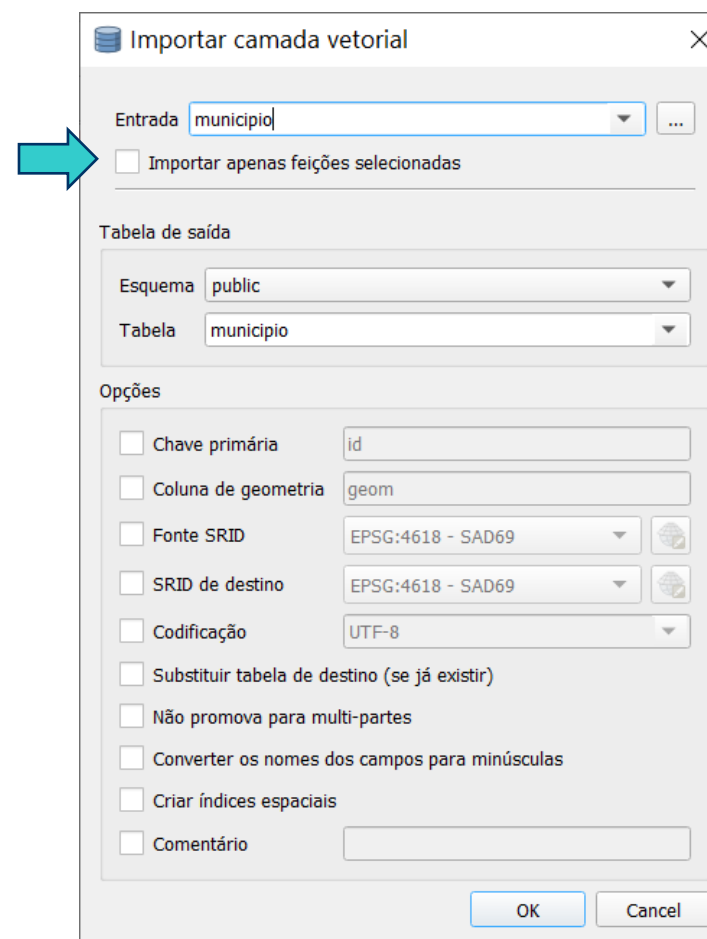 Importar camada vetorial
Entrada municipio ...
Importar apenas feições selecionadas
Tabela de saída
Esquema public
Tabela municipio
Opções
Chave primária id
Coluna de geometria geom
Fonte SRID EPSG:4618 - SAD69
SRID de destino EPSG:4618 - SAD69
Codificação UTF-8
Substituir tabela de destino (se já existir)
Não promova para multi-partes
Converter os nomes dos campos para minúsculas
Criar índices espaciais
Comentário
OK Cancel